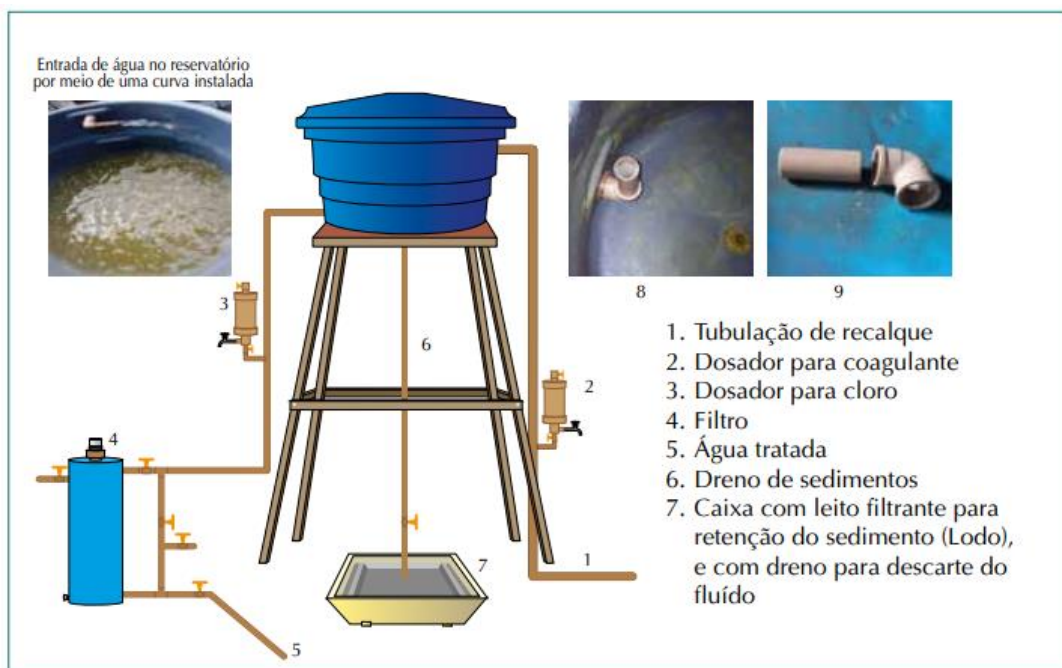 Entrada de água no reservatório
por meio de uma curva instalada
3
8
9
6
2
4
7
1
5
1. Tubulação de recalque
2. Dosador para coagulante
3. Dosador para cloro
4. Filtro
5. Água tratada
6. Dreno de sedimentos
7. Caixa com leito filtrante para
retenção do sedimento (Lodo),
e com dreno para descarte do
fluído